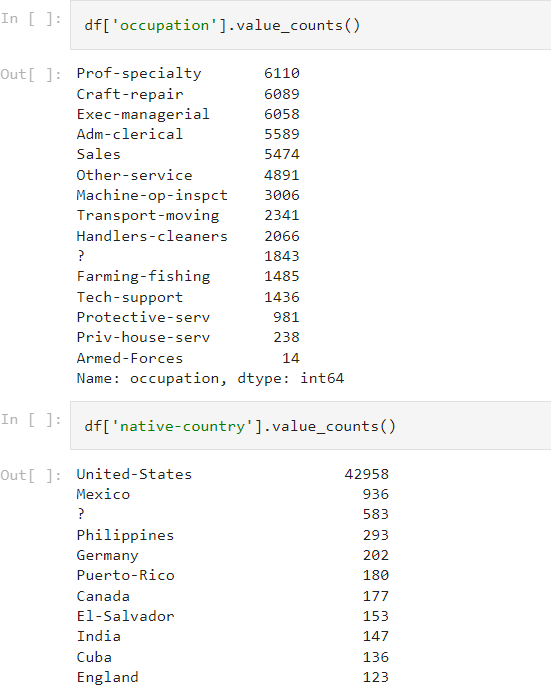 In [ ]: df['occupation'].value_counts()
Out[ ]: Prof-specialty 6110
Craft-repair 6089
Exec-managerial 6058
Adm-clerical 5589
Sales 5474
Other-service 4891
Machine-op-inspct 3006
Transport-moving 2341
Handlers-cleaners 2066
? 1843
Farming-fishing 1485
Tech-support 1436
Protective-serv 981
Priv-house-serv 238
Armed-Forces 14
Name: occupation, dtype: int64
In [ ]: df['native-country'].value_counts()
Out[ ]: United-States 42958
Mexico 936
? 583
Philippines 293
Germany 202
Puerto-Rico 180
Canada 177
El-Salvador 153
India 147
Cuba 136
England 123